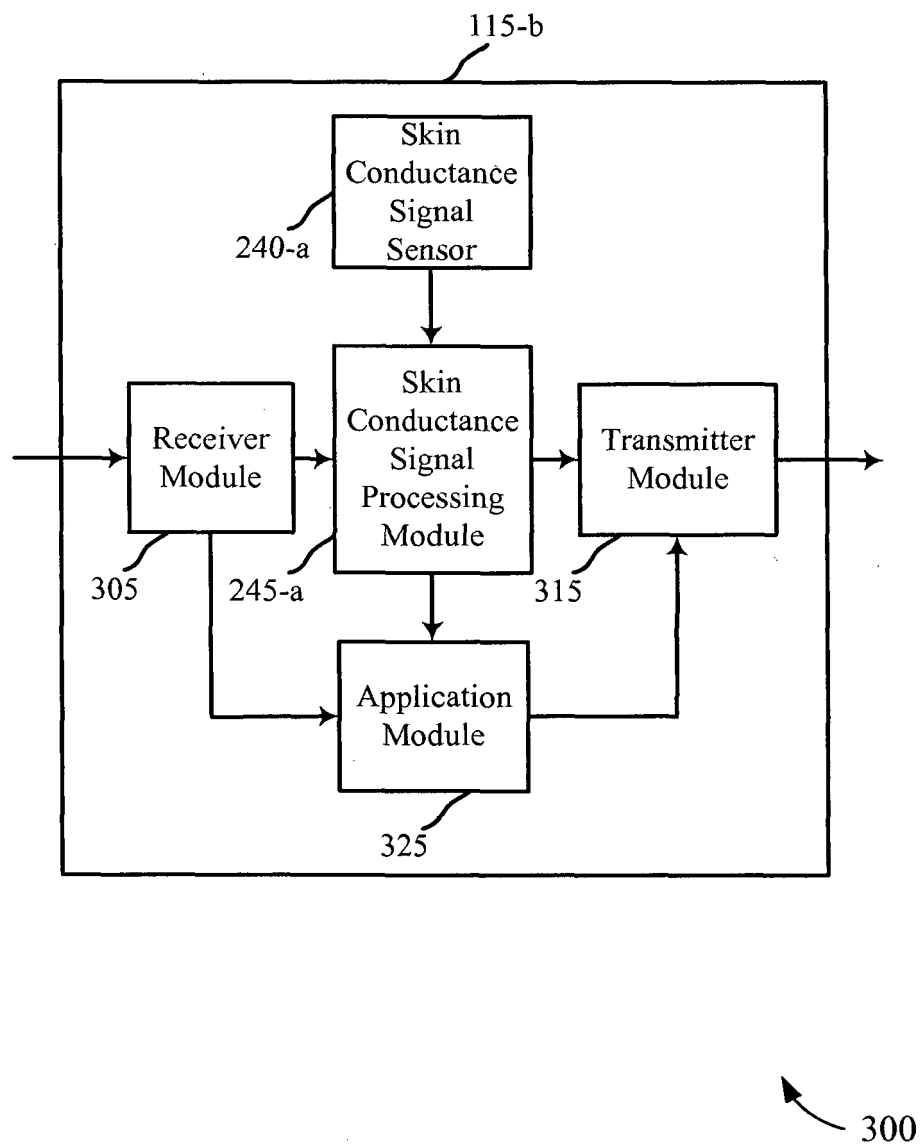 115-b
Skin
Conductance
Signal
Sensor
240-a
Receiver
Module
305
Skin
Conductance
Signal
Processing
Module
245-a
Transmitter
Module
315
Application
Module
325
300